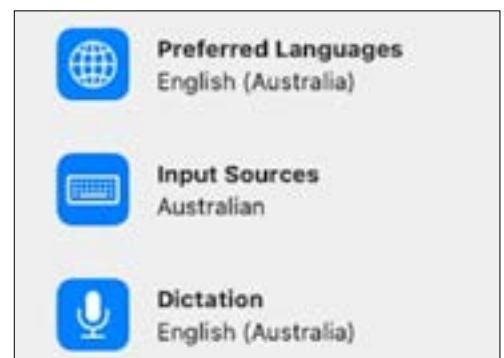 Preferred Languages
English (Australia)
Input Sources
Australian
Dictation
English (Australia)